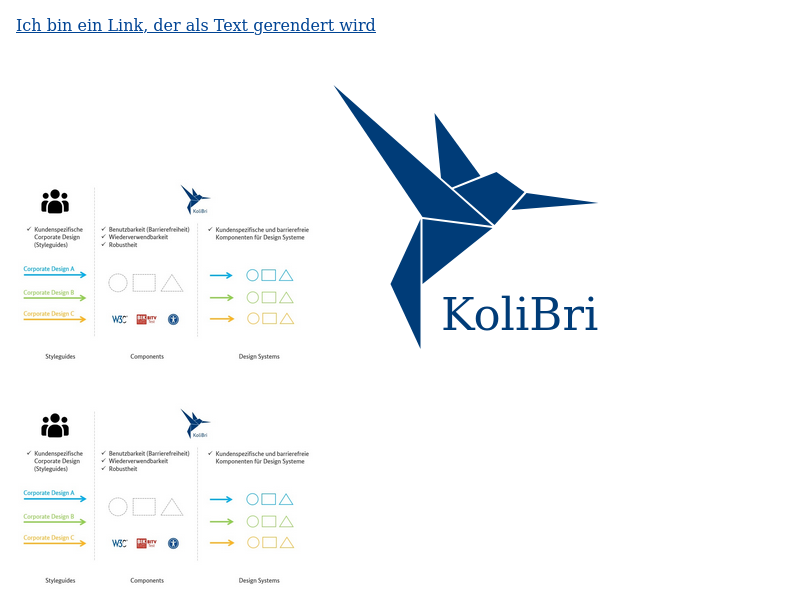 Ich bin ein Link, der als Text gerendert wird
KoliBri
KoliBri
✓ Kundenspezifische
Corporate Design
(Styleguides)
✓ Benutzbarkeit (Barrierefreiheit)
✓ Wiederverwendbarkeit
✓ Robustheit
✓ Kundenspezifische und barrierefreie
Komponenten für Design Systeme
Corporate Design A
Corporate Design B
Corporate Design C
W3C
BITV
Styleguides
Components
Design Systems
KoliBri
✓ Kundenspezifische
Corporate Design
(Styleguides)
✓ Benutzbarkeit (Barrierefreiheit)
✓ Wiederverwendbarkeit
✓ Robustheit
✓ Kundenspezifische und barrierefreie
Komponenten für Design Systeme
Corporate Design A
Corporate Design B
Corporate Design C
W3C
BITV
Styleguides
Components
Design Systems